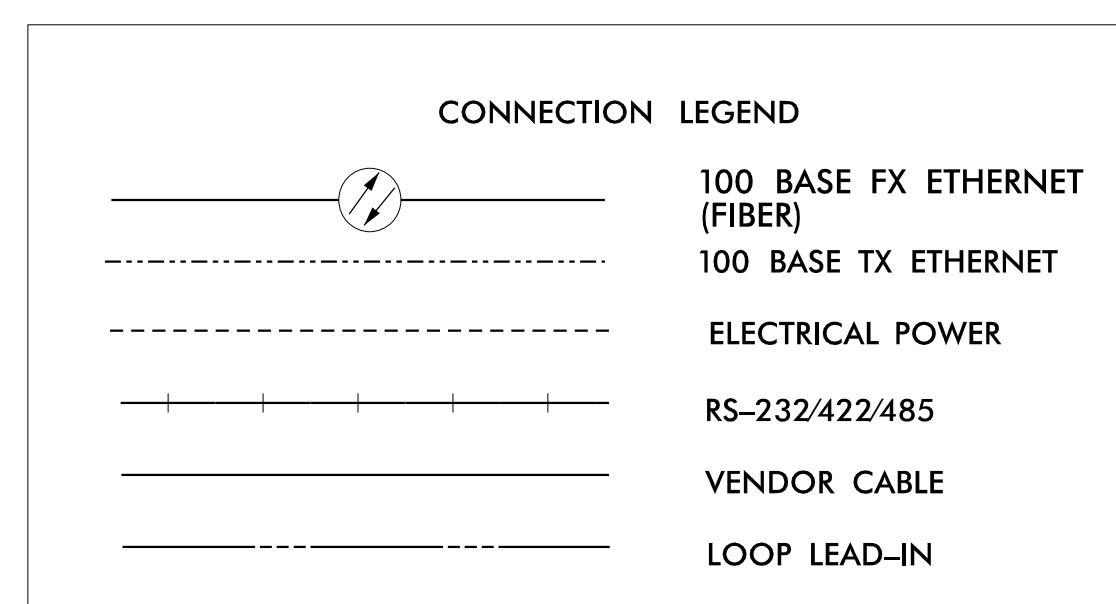 CONNECTION LEGEND
100 BASE FX ETHERNET
(FIBER)
100 BASE TX ETHERNET
ELECTRICAL POWER
RS–232/422/485
VENDOR CABLE
LOOP LEAD–IN